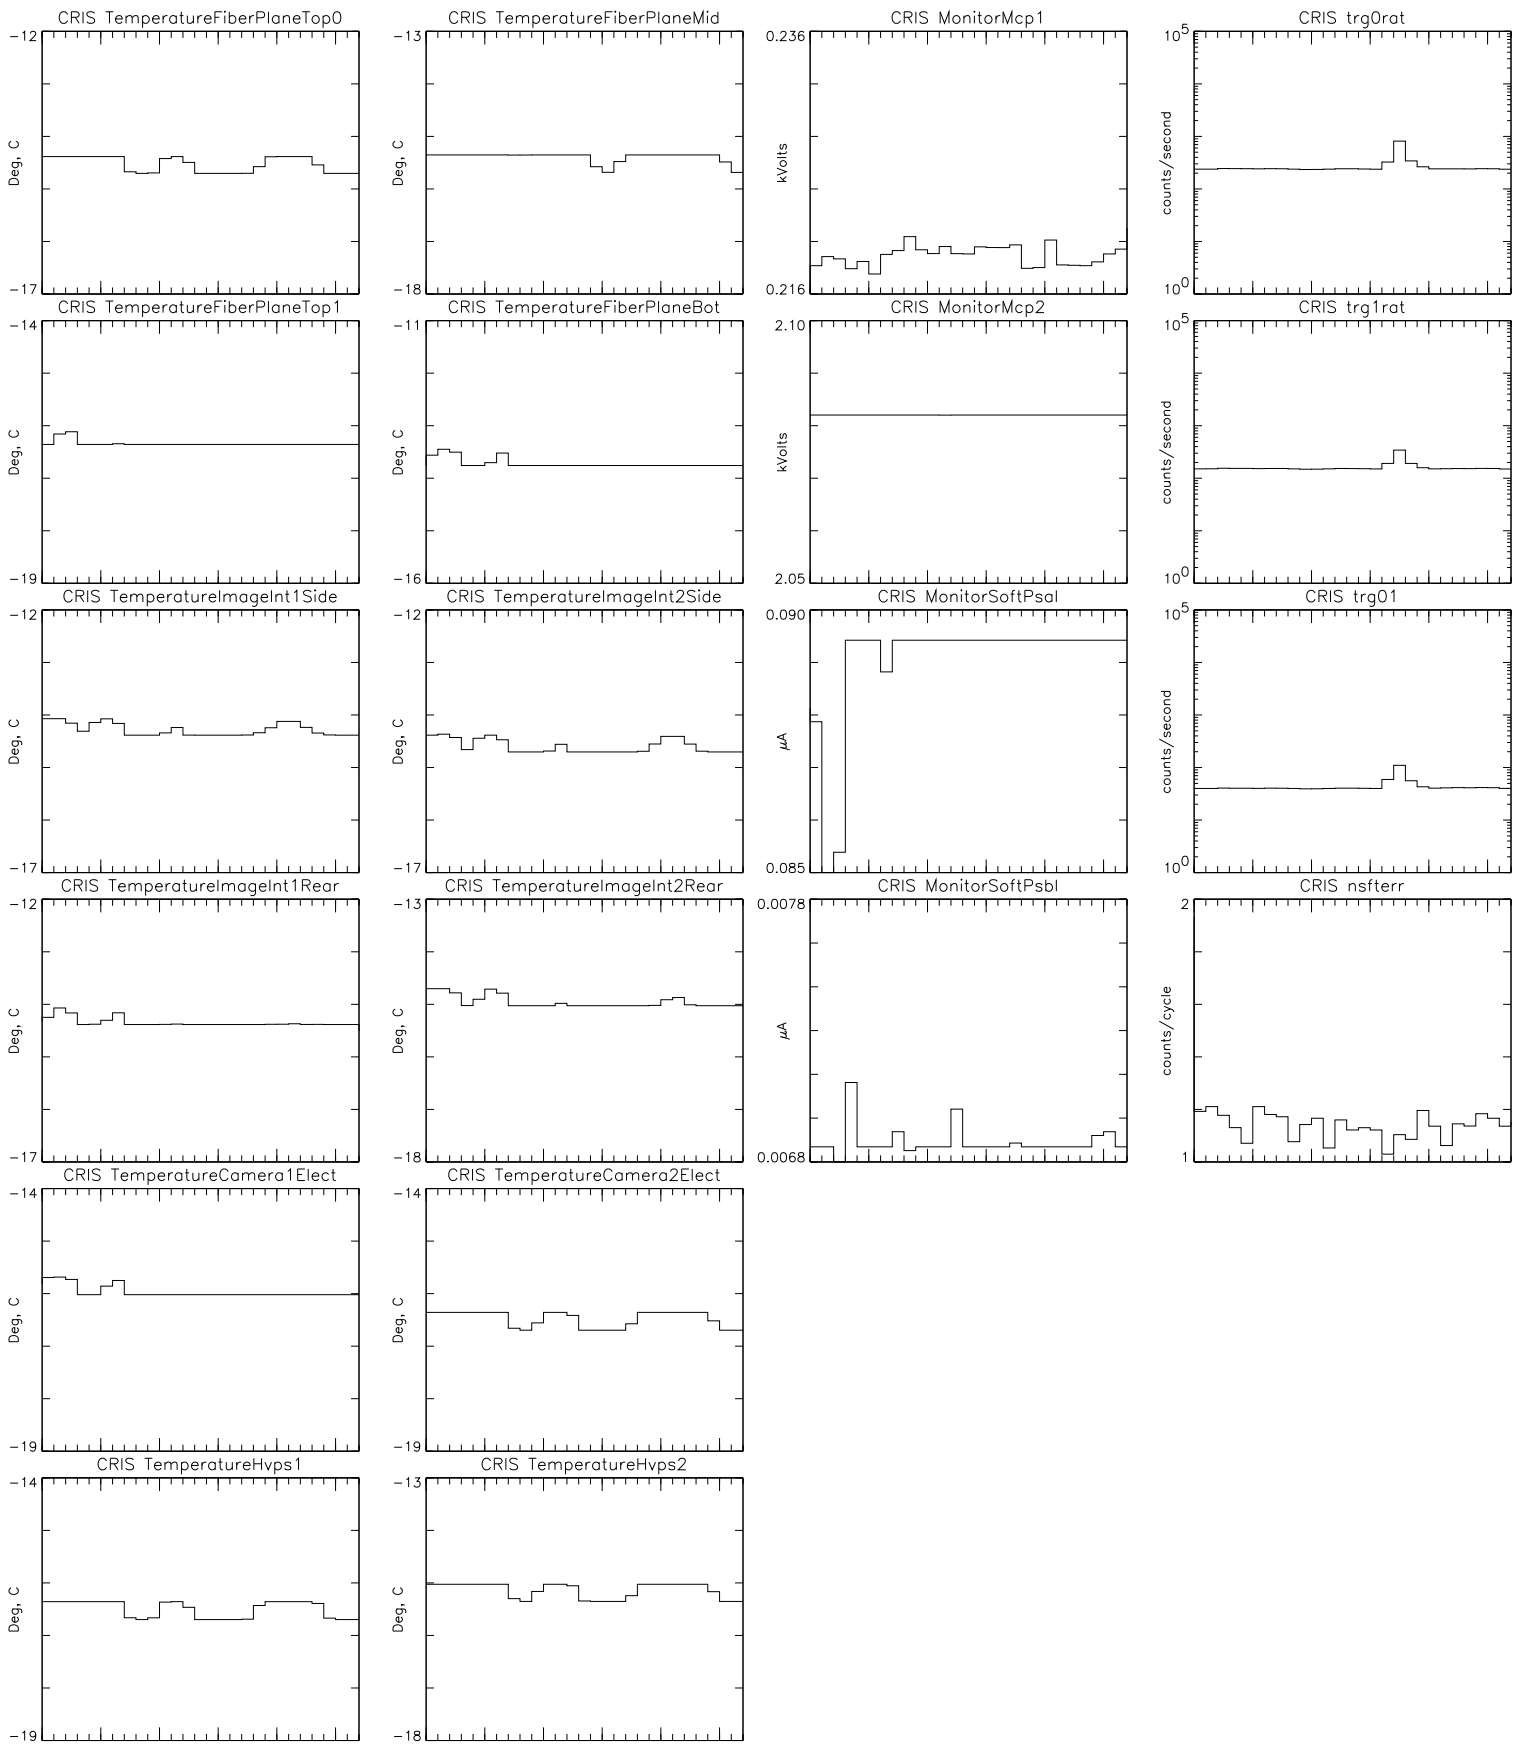 CRIS TemperatureFiberPlaneTop0
-12
Deg, C
-17
CRIS TemperatureFiberPlaneMid
-13
Deg, C
-18
CRIS MonitorMcp1
0.236
kVolts
0.216
CRIS trg0rat
10^5
counts/second
10^0
CRIS TemperatureFiberPlaneTop1
-14
Deg, C
-19
CRIS TemperatureFiberPlaneBot
-11
Deg, C
-16
CRIS MonitorMcp2
2.10
kVolts
2.05
CRIS trg1rat
10^5
counts/second
10^0
CRIS TemperatureImageInt1Side
-12
Deg, C
-17
CRIS TemperatureImageInt2Side
-12
Deg, C
-17
CRIS MonitorSoftPsaI
0.090
μA
0.085
CRIS trg01
10^5
counts/second
10^0
CRIS TemperatureImageInt1Rear
-12
Deg, C
-17
CRIS TemperatureImageInt2Rear
-13
Deg, C
-18
CRIS MonitorSoftPsbI
0.0078
μA
0.0068
CRIS nsfterr
2
counts/cycle
1
CRIS TemperatureCamera1Elect
-14
Deg, C
-19
CRIS TemperatureCamera2Elect
-14
Deg, C
-19
CRIS TemperatureHvps1
-14
Deg, C
-19
CRIS TemperatureHvps2
-13
Deg, C
-18